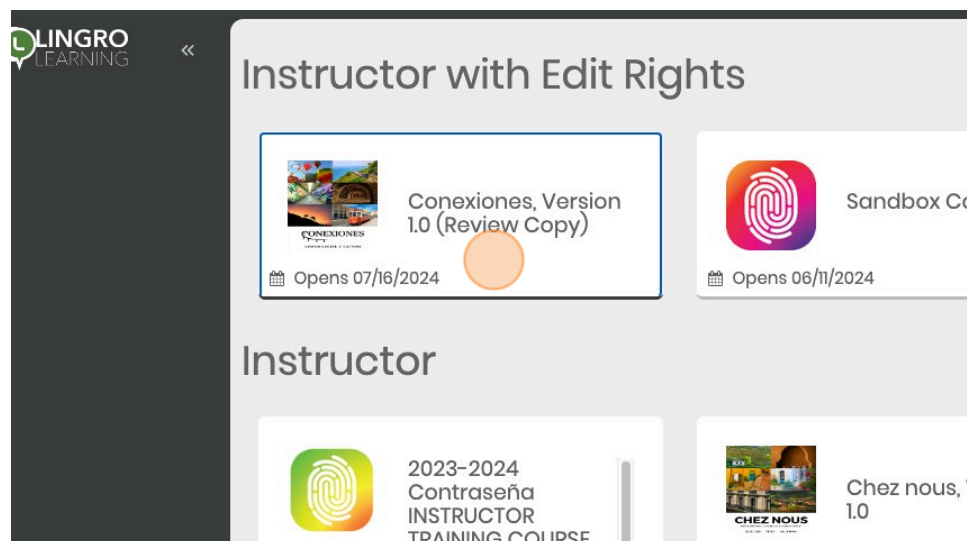 LINGRO
LEARNING
«
Instructor with Edit Rights
CONEXIONES
Conexiones, Version
1.0 (Review Copy)
Opens 07/16/2024
Sandbox Co
Opens 06/11/2024
Instructor
2023-2024
Contraseña
INSTRUCTOR
TRAINING COURSE
CHEZ NOUS
Chez nous,
1.0